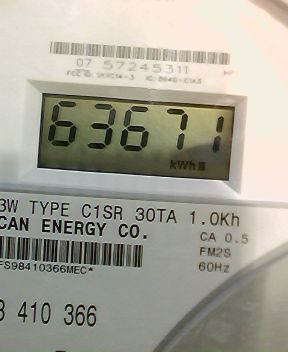 07 57245311
63671
kWh
3W TYPE C1SR 30TA 1.0Kh
CAN ENERGY CO.
CA 0.5
FM2S
FS98410366MEC*
60Hz
3 410 366